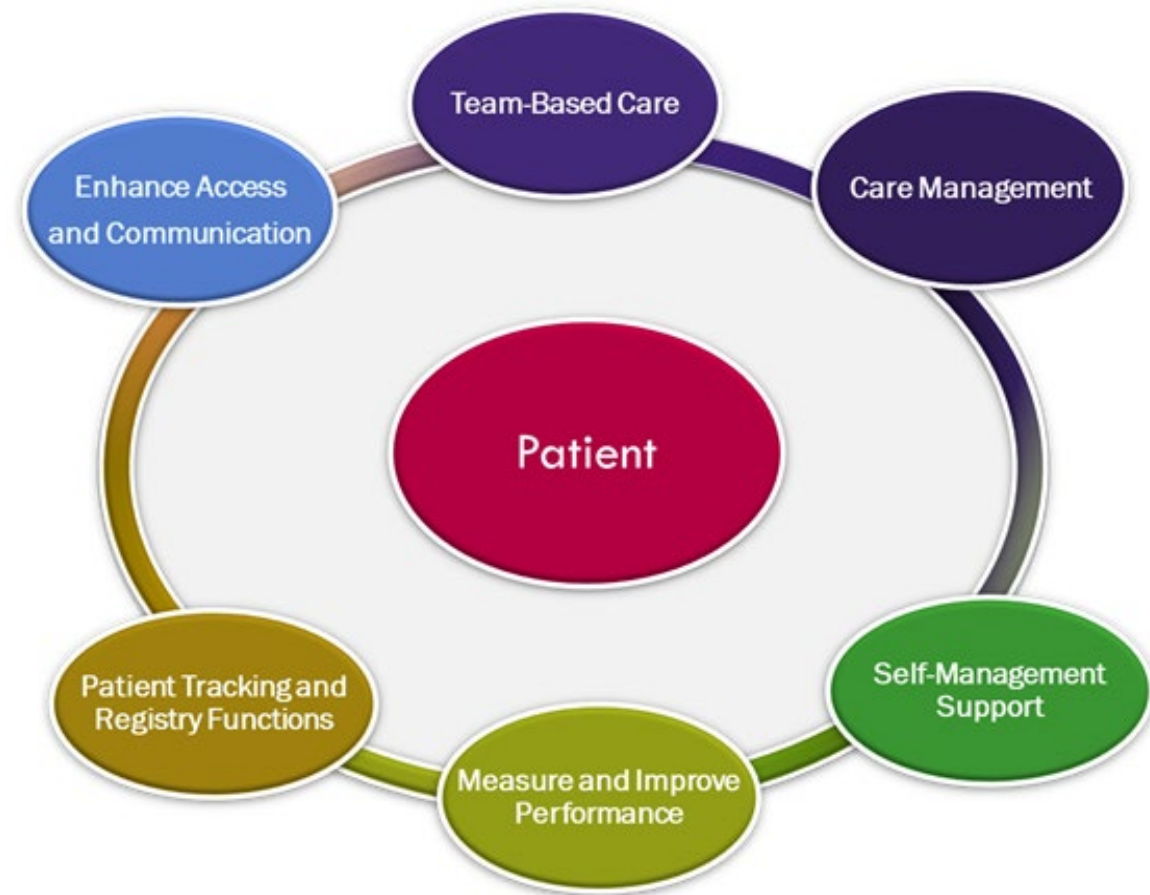 Team-Based Care
Enhance Access
and Communication
Care Management
Patient
Self-Management
Support
Patient Tracking and
Registry Functions
Measure and Improve
Performance